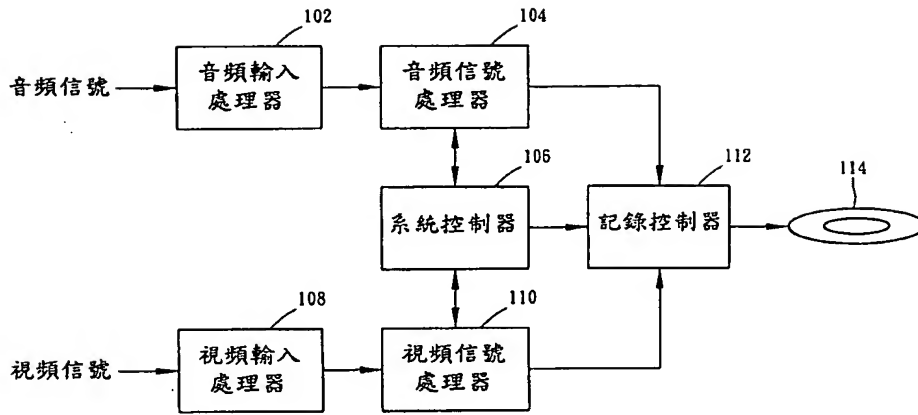 102
104
音頻信號
音頻輸入
處理器
音頻信號
處理器
106
112
114
系統控制器
記錄控制器
108
110
視頻信號
視頻輸入
處理器
視頻信號
處理器